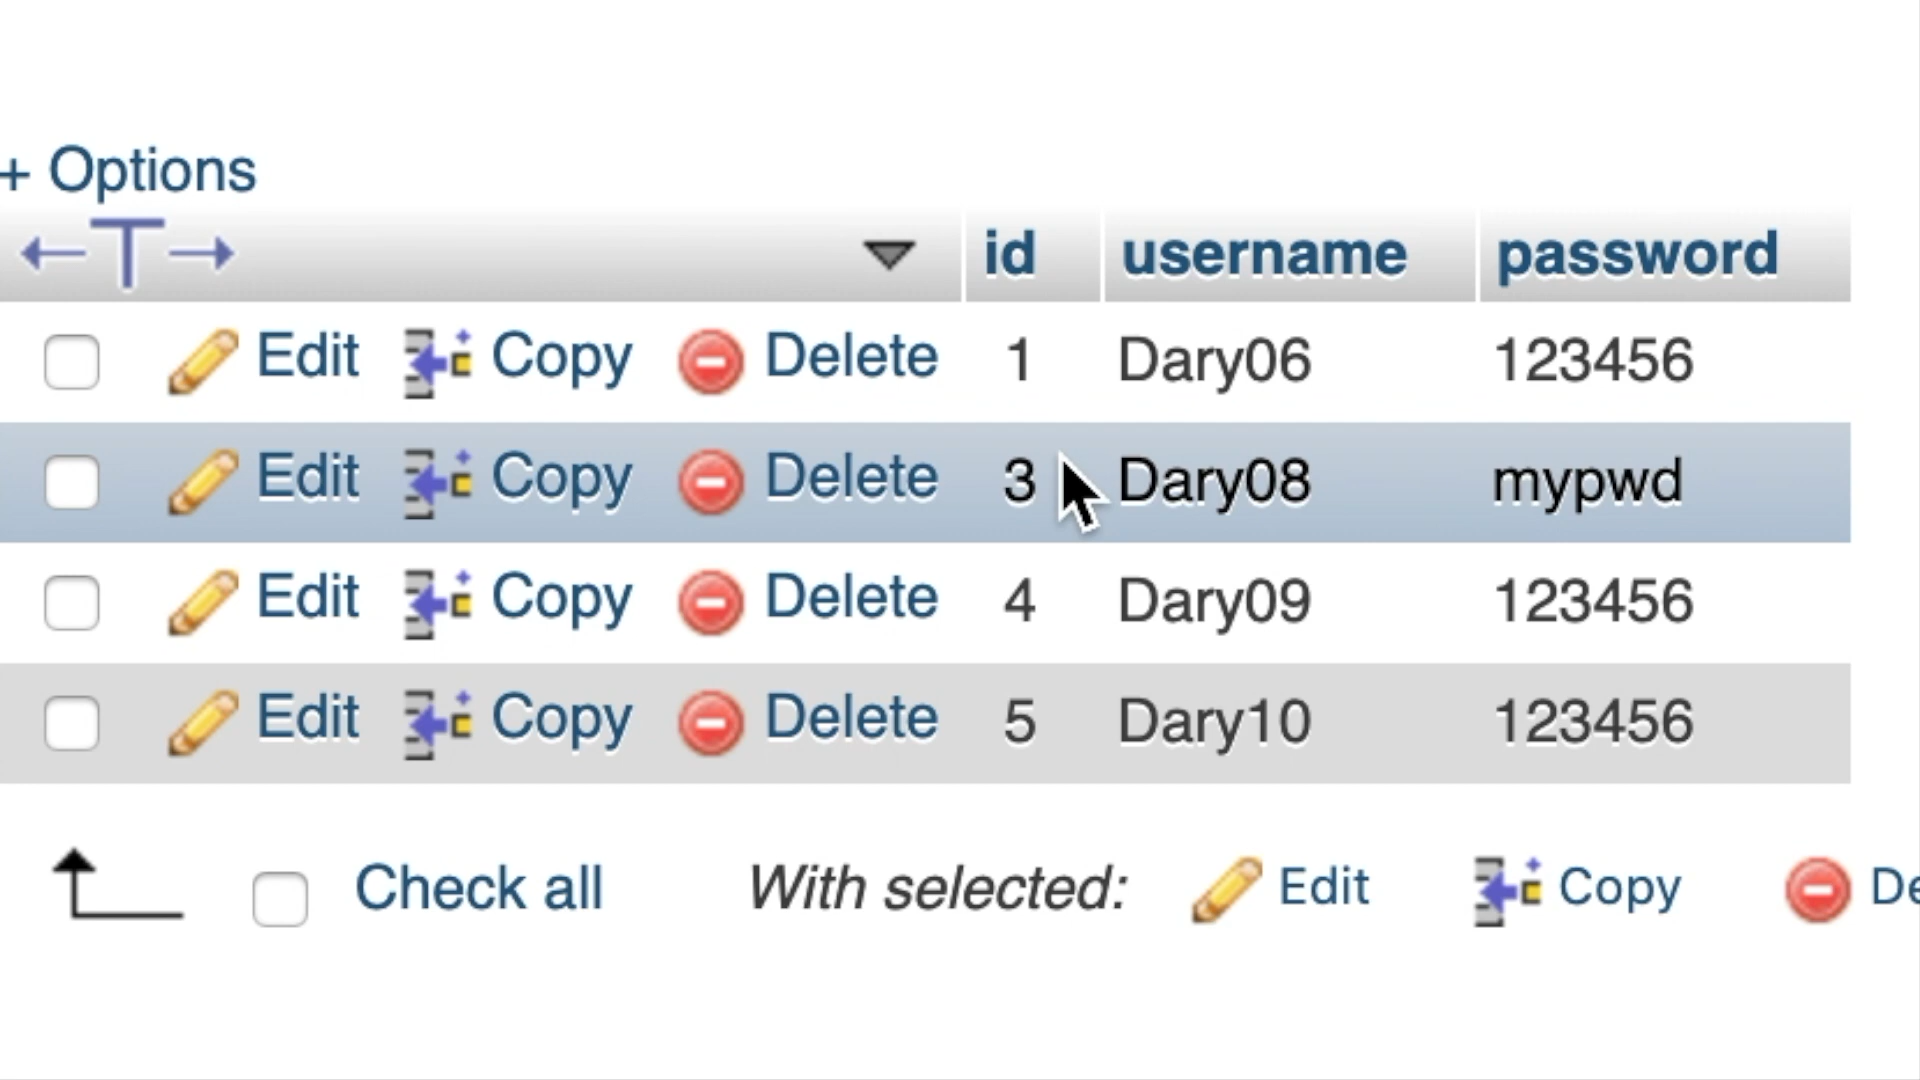 + Options
←T→ id username password
Edit Copy Delete 1 Dary06 123456
Edit Copy Delete 3 Dary08 mypwd
Edit Copy Delete 4 Dary09 123456
Edit Copy Delete 5 Dary10 123456
Check all With selected: Edit Copy De